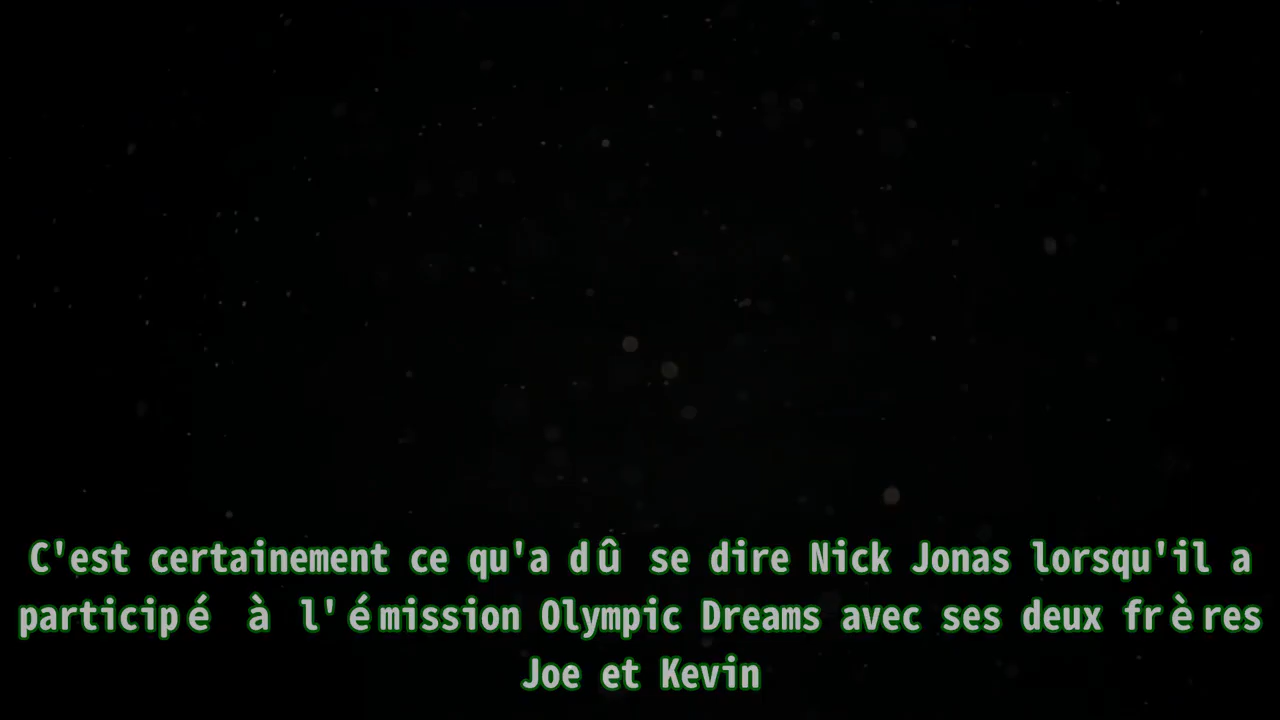 C'est certainement ce qu'a dû se dire Nick Jonas lorsqu'il a
participé à l'émission Olympic Dreams avec ses deux frères
Joe et Kevin